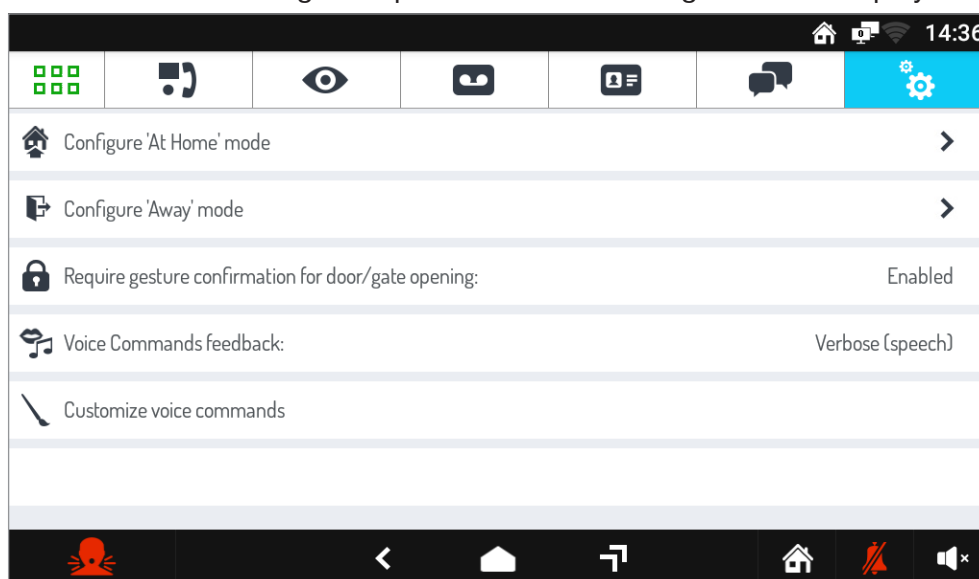 14:36
Configure 'At Home' mode
Configure 'Away' mode
Require gesture confirmation for door/gate opening: Enabled
Voice Commands feedback: Verbose (speech)
Customize voice commands